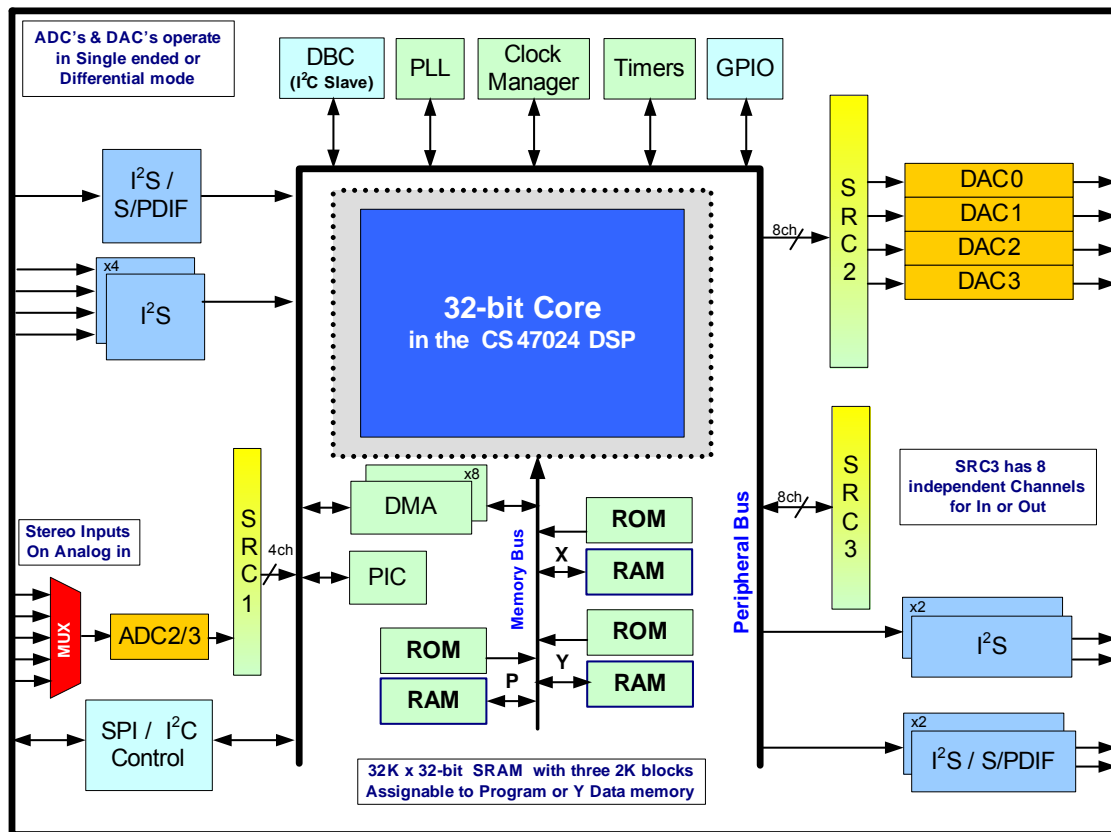 ADC's & DAC's operate
in Single ended or
Differential mode
DBC
(I²C Slave)
PLL
Clock
Manager
Timers
GPIO
I²S /
S/PDIF
x4
I²S
32-bit Core
in the CS47024 DSP
8ch
S
R
C
2
DAC0
DAC1
DAC2
DAC3
Stereo Inputs
On Analog in
MUX
ADC2/3
S
R
C
1
4ch
SPI / I²C
Control
x8
DMA
PIC
Memory Bus
ROM
X
RAM
ROM
Y
RAM
ROM
P
RAM
Peripheral Bus
8ch
S
R
C
3
SRC3 has 8
independent Channels
for In or Out
x2
I²S
x2
I²S / S/PDIF
32K x 32-bit SRAM with three 2K blocks
Assignable to Program or Y Data memory